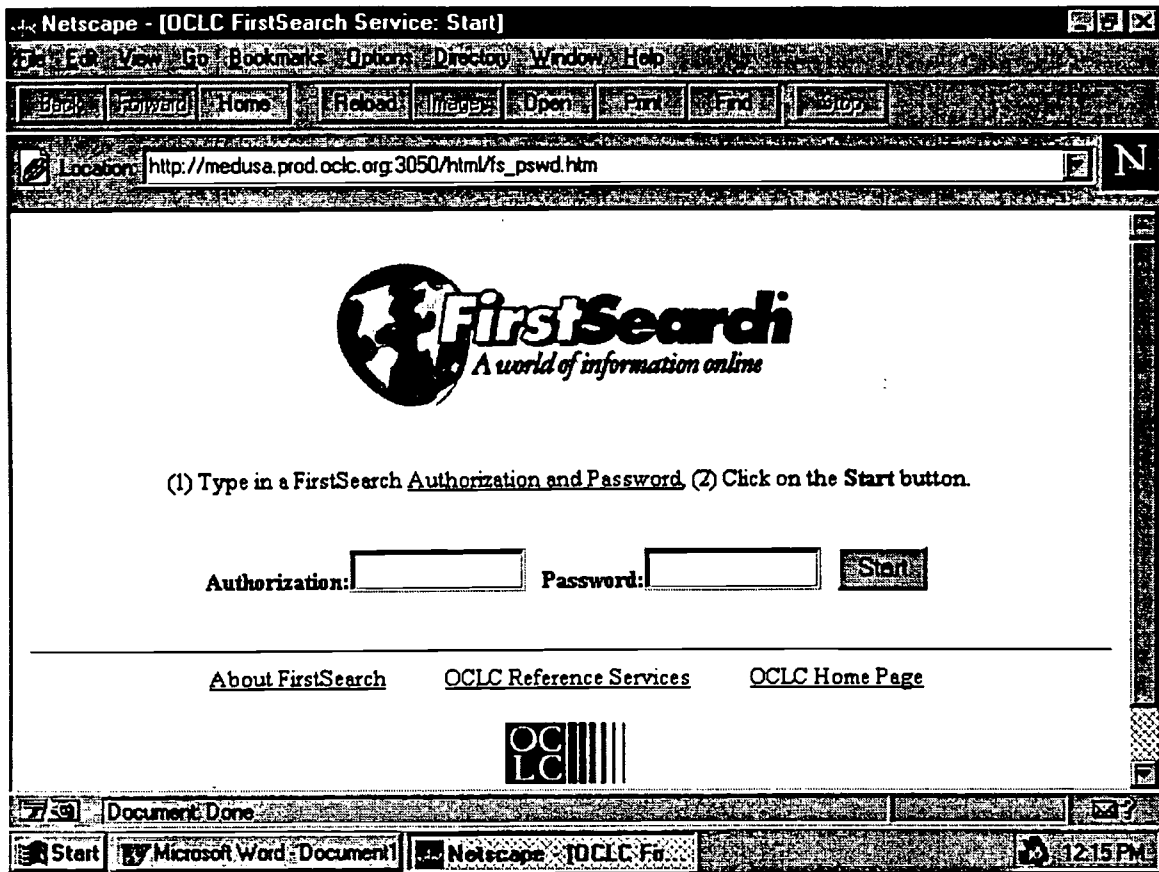 Netscape - [OCLC FirstSearch Service: Start]
File Edit View Go Bookmarks Options Directory Window Help
Back Forward Home Reload Images Open Print Find Stop
Location: http://medusa.prod.oclc.org:3050/html/fs_pswd.htm
N
FirstSearch
A world of information online
(1) Type in a FirstSearch Authorization and Password, (2) Click on the Start button.
Authorization: Password: Start
About FirstSearch OCLC Reference Services OCLC Home Page
OC
LC
Document: Done
Start Microsoft Word - Document1 Netscape - [OCLC Fir... 12:15 PM